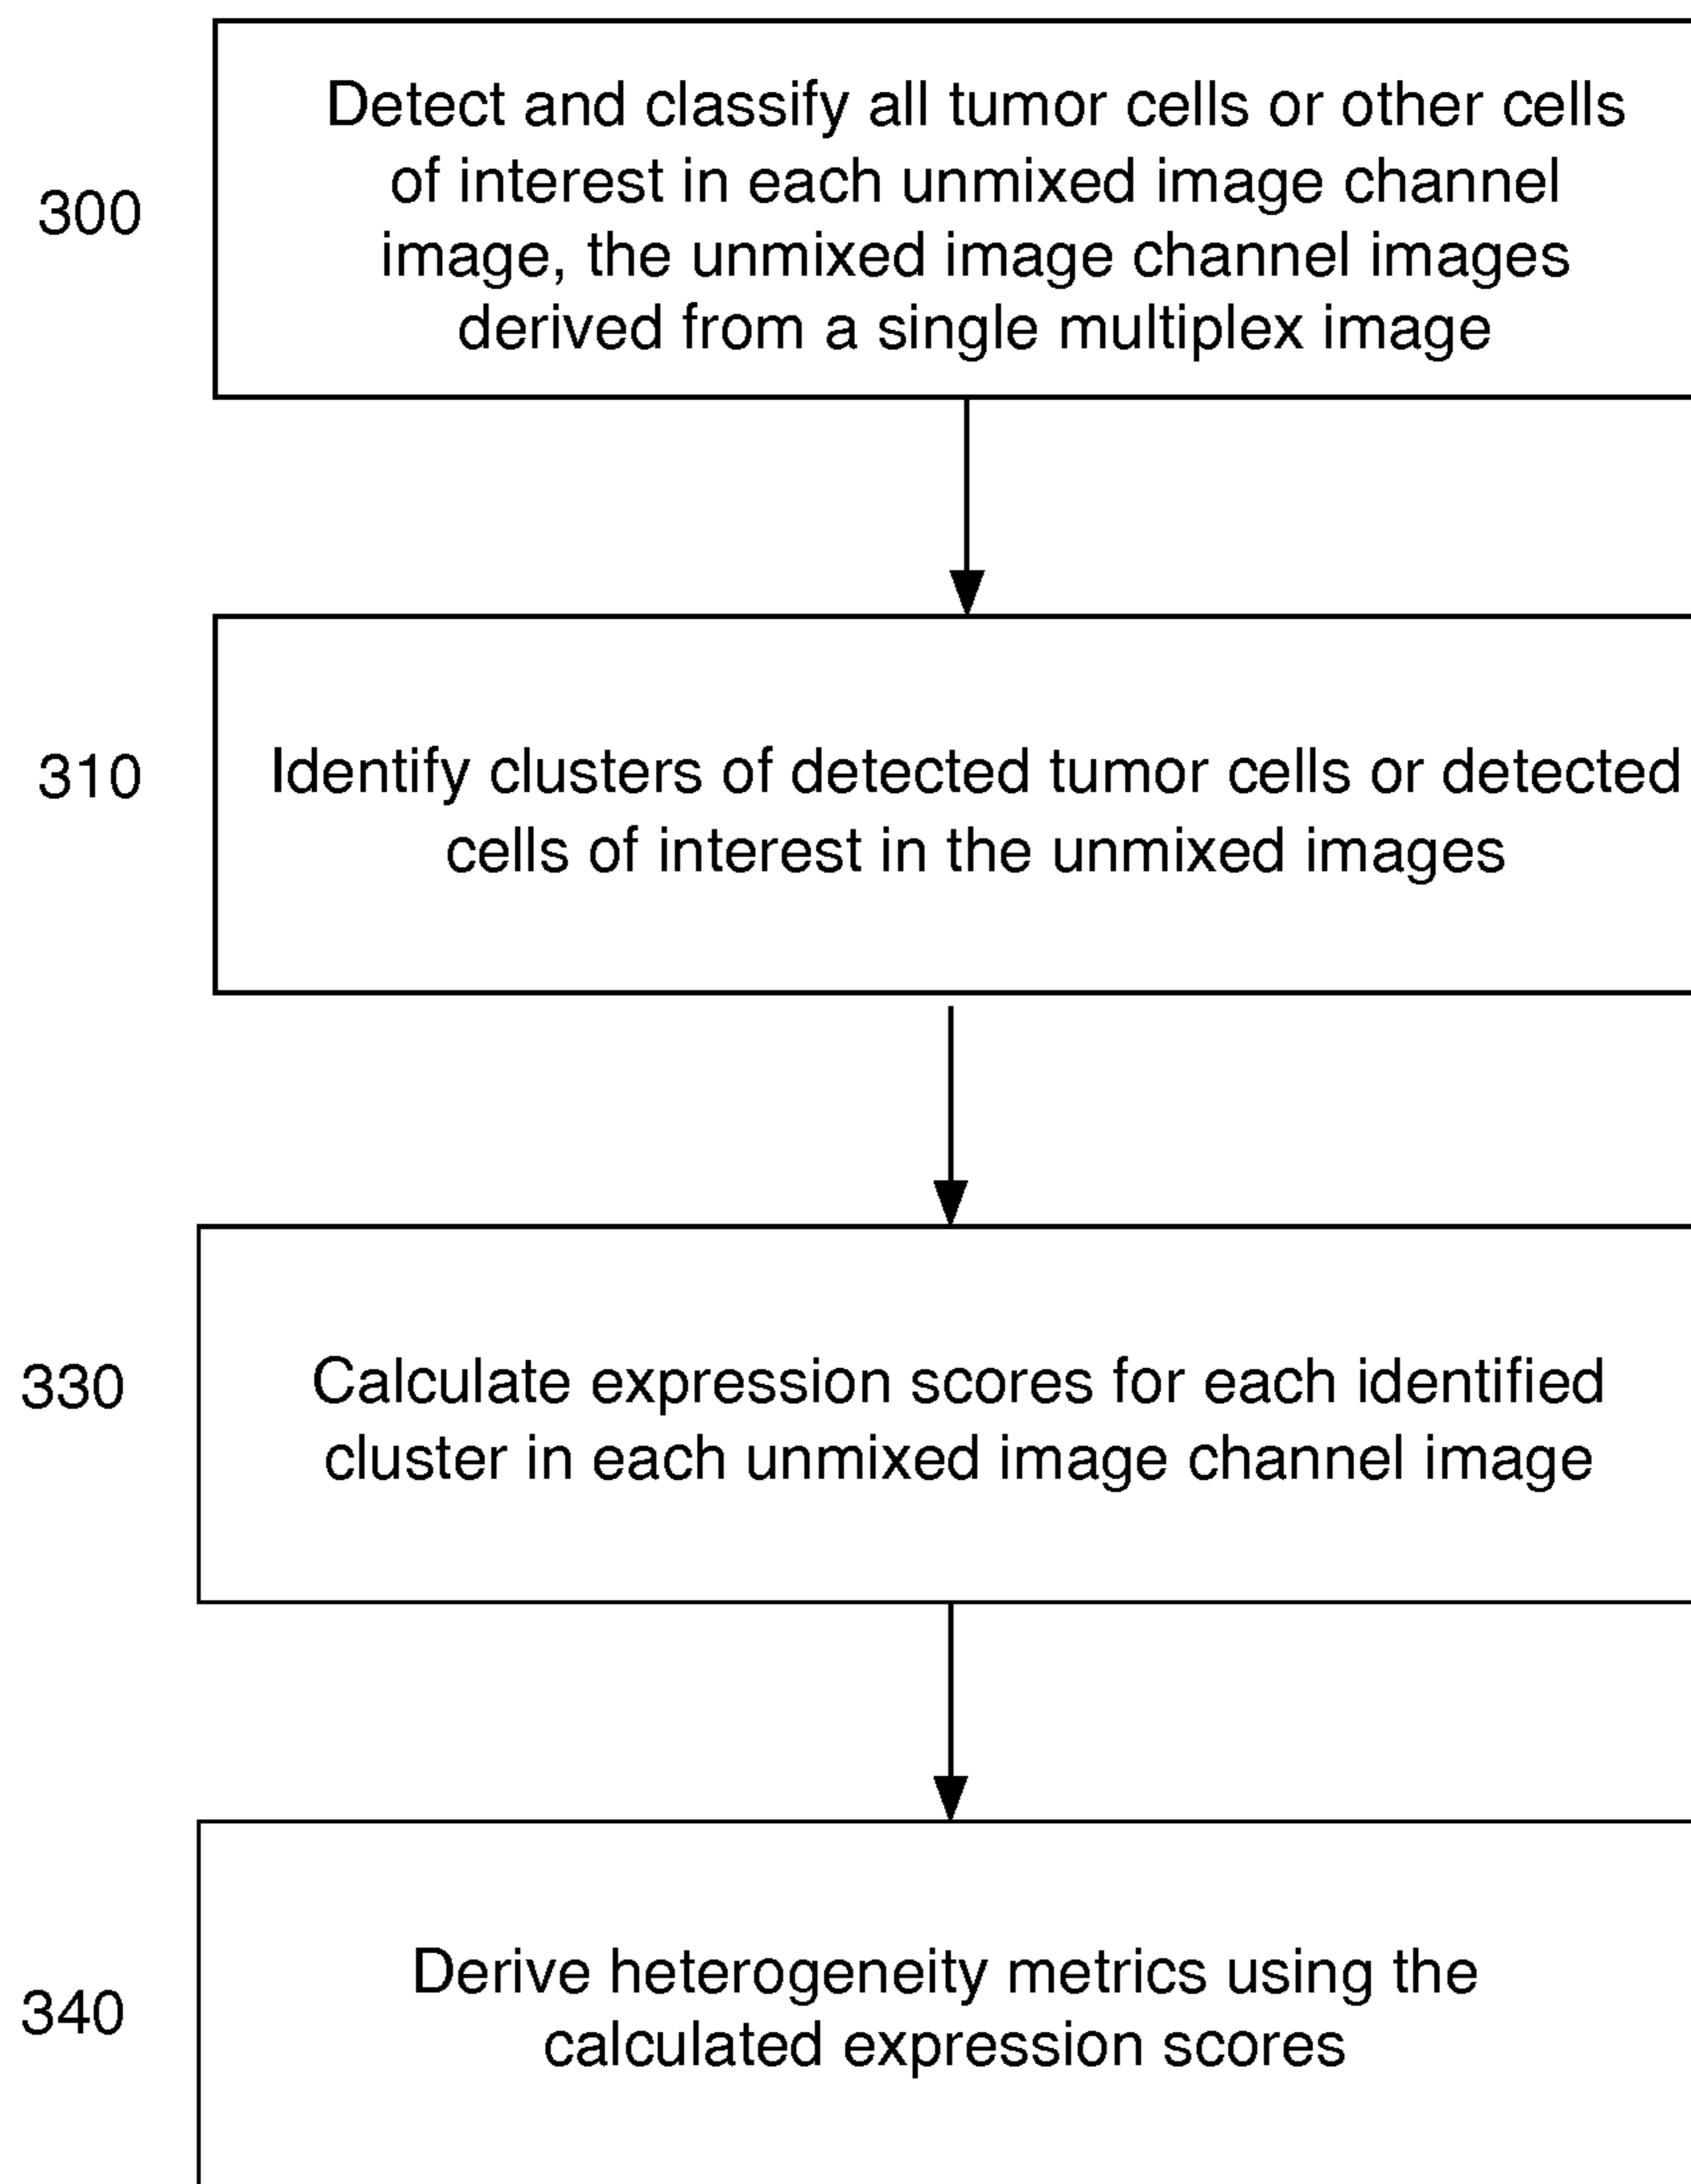 Detect and classify all tumor cells or other cells
of interest in each unmixed image channel
300
image, the unmixed image channel images
derived from a single multiplex image
310
Identify clusters of detected tumor cells or detected
cells of interest in the unmixed images
330
Calculate expression scores for each identified
cluster in each unmixed image channel image
340
Derive heterogeneity metrics using the
calculated expression scores